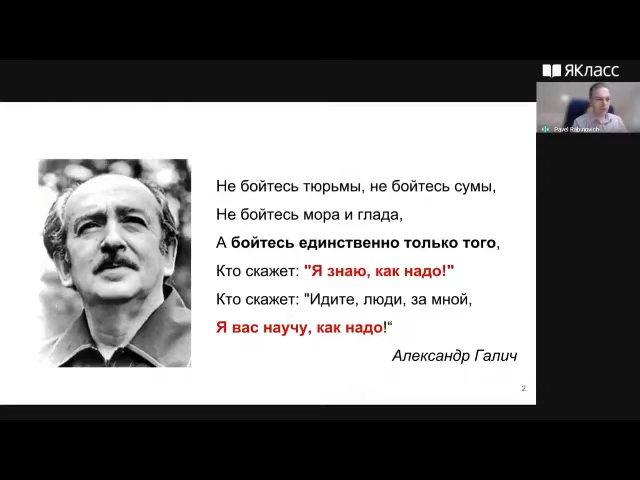 ЯКласс
Pavel Rabinovich
Не бойтесь тюрьмы, не бойтесь сумы,
Не бойтесь мора и глада,
А бойтесь единственно только того,
Кто скажет: "Я знаю, как надо!"
Кто скажет: "Идите, люди, за мной,
Я вас научу, как надо!“
Александр Галич
2